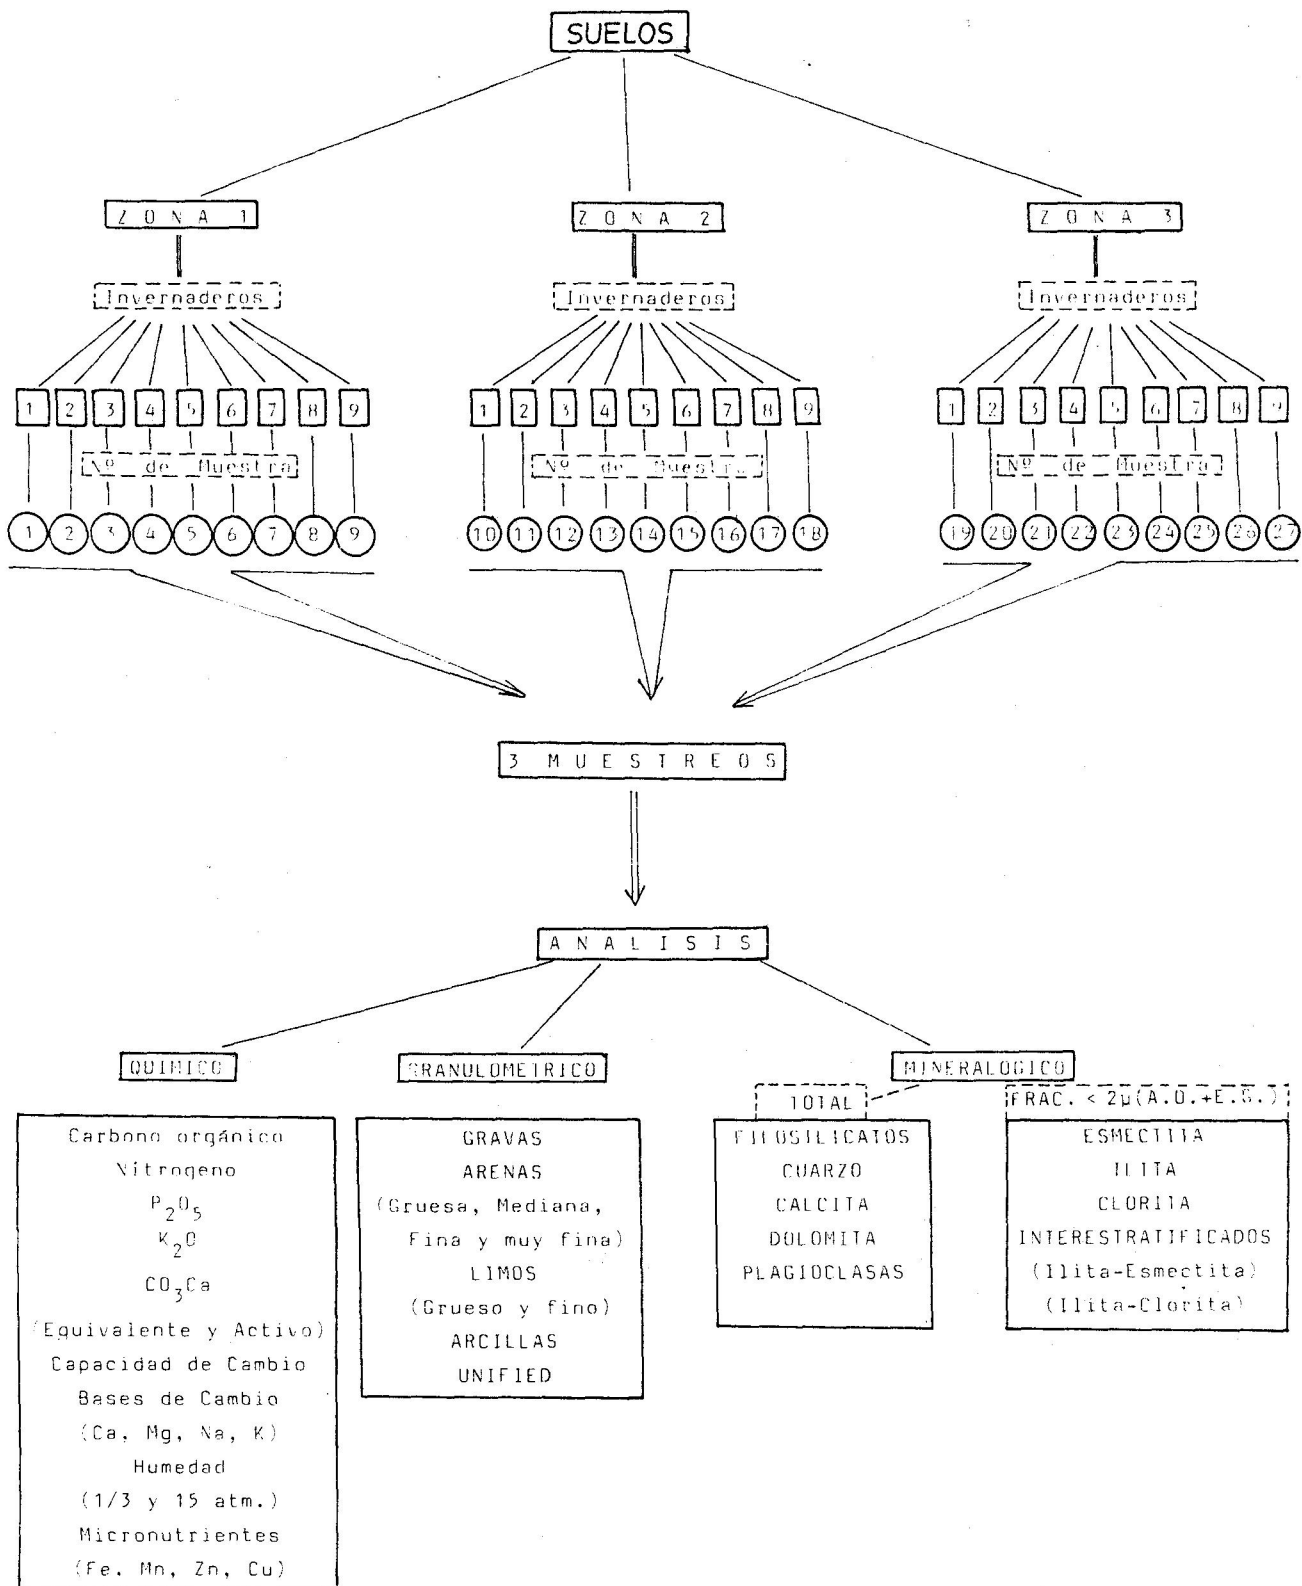 SUELOS
ZONA 1
ZONA 2
ZONA 3
Invernaderos
Invernaderos
Invernaderos
1 2 3 4 5 6 7 8 9
1 2 3 4 5 6 7 8 9
1 2 3 4 5 6 7 8 9
Nº de Muestra
Nº de Muestra
Nº de Muestra
1 2 3 4 5 6 7 8 9
10 11 12 13 14 15 16 17 18
19 20 21 22 23 24 25 26 27
3 MUESTREOS
ANALISIS
QUIMICO
GRANULOMETRICO
MINERALOGICO
TOTAL
FRAC. < 2µ(A.O.+E.G.)
Carbono orgánico
Nitrogeno
P2O5
K2O
CO3Ca
(Equivalente y Activo)
Capacidad de Cambio
Bases de Cambio
(Ca, Mg, Na, K)
Humedad
(1/3 y 15 atm.)
Micronutrientes
(Fe. Mn, Zn, Cu)
GRAVAS
ARENAS
(Gruesa, Mediana,
Fina y muy fina)
LIMOS
(Grueso y fino)
ARCILLAS
UNIFIED
FILOSILICATOS
CUARZO
CALCITA
DOLOMITA
PLAGIOCLASAS
ESMECTITA
ILITA
CLORITA
INTERESTRATIFICADOS
(Ilita-Esmectita)
(Ilita-Clorita)